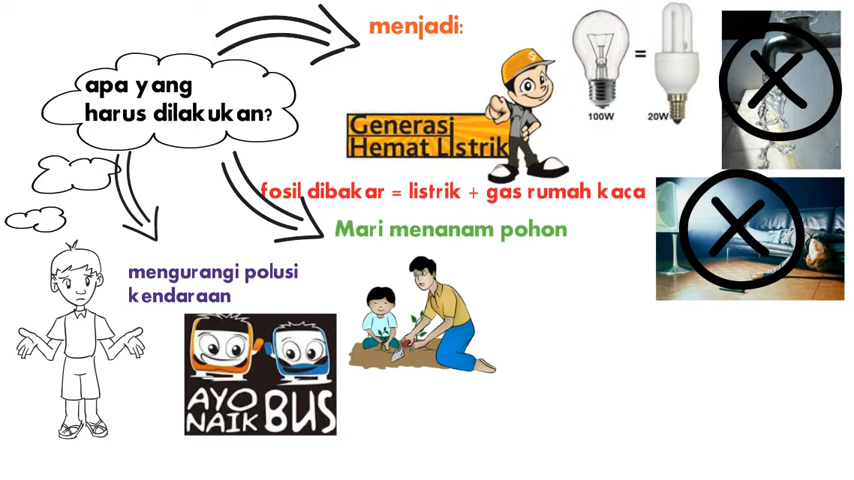 menjadi:
apa yang
harus dilakukan?
100W
=
20W
Generasi
Hemat Listrik
fosil dibakar = listrik + gas rumah kaca
Mari menanam pohon
mengurangi polusi
kendaraan
AYO
NAIK BUS